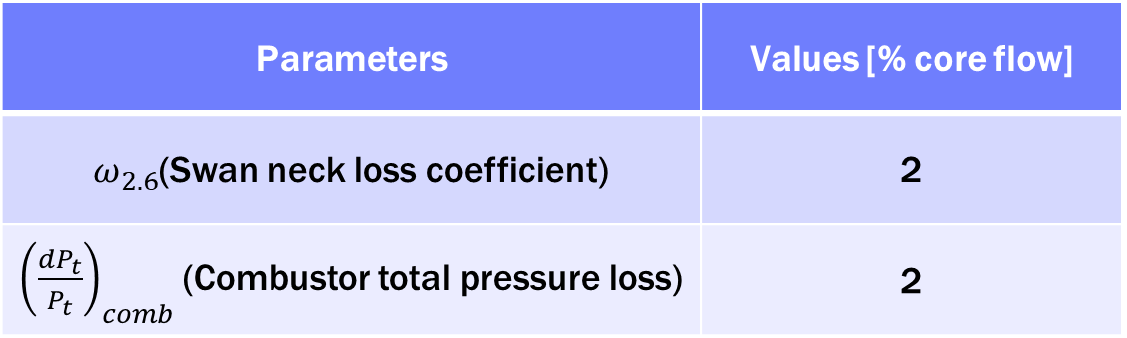 Parameters Values [% core flow]
ω2.6(Swan neck loss coefficient) 2
(dPt/Pt)comb (Combustor total pressure loss) 2